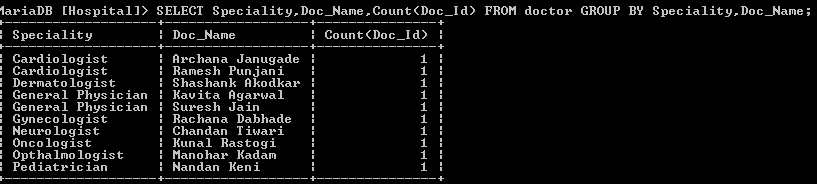 MariaDB [Hospital]> SELECT Speciality,Doc_Name,Count(Doc_Id) FROM doctor GROUP BY Speciality,Doc_Name;
+-------------------+------------------+---------------+
| Speciality | Doc_Name | Count(Doc_Id) |
+-------------------+------------------+---------------+
| Cardiologist | Archana Janugade | 1 |
| Cardiologist | Ramesh Punjani | 1 |
| Dermatologist | Shashank Akodkar | 1 |
| General Physician | Kavita Agarwal | 1 |
| General Physician | Suresh Jain | 1 |
| Gynecologist | Rachana Dabhade | 1 |
| Neurologist | Chandan Tiwari | 1 |
| Oncologist | Kunal Rastogi | 1 |
| Opthalmologist | Manohar Kadam | 1 |
| Pediatrician | Nandan Keni | 1 |
+-------------------+------------------+---------------+